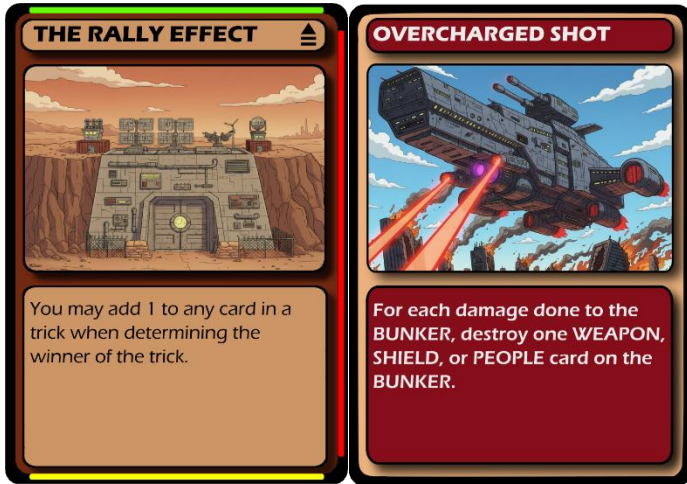 THE RALLY EFFECT
You may add 1 to any card in a
trick when determining the
winner of the trick.
OVERCHARGED SHOT
For each damage done to the
BUNKER, destroy one WEAPON,
SHIELD, or PEOPLE card on the
BUNKER.